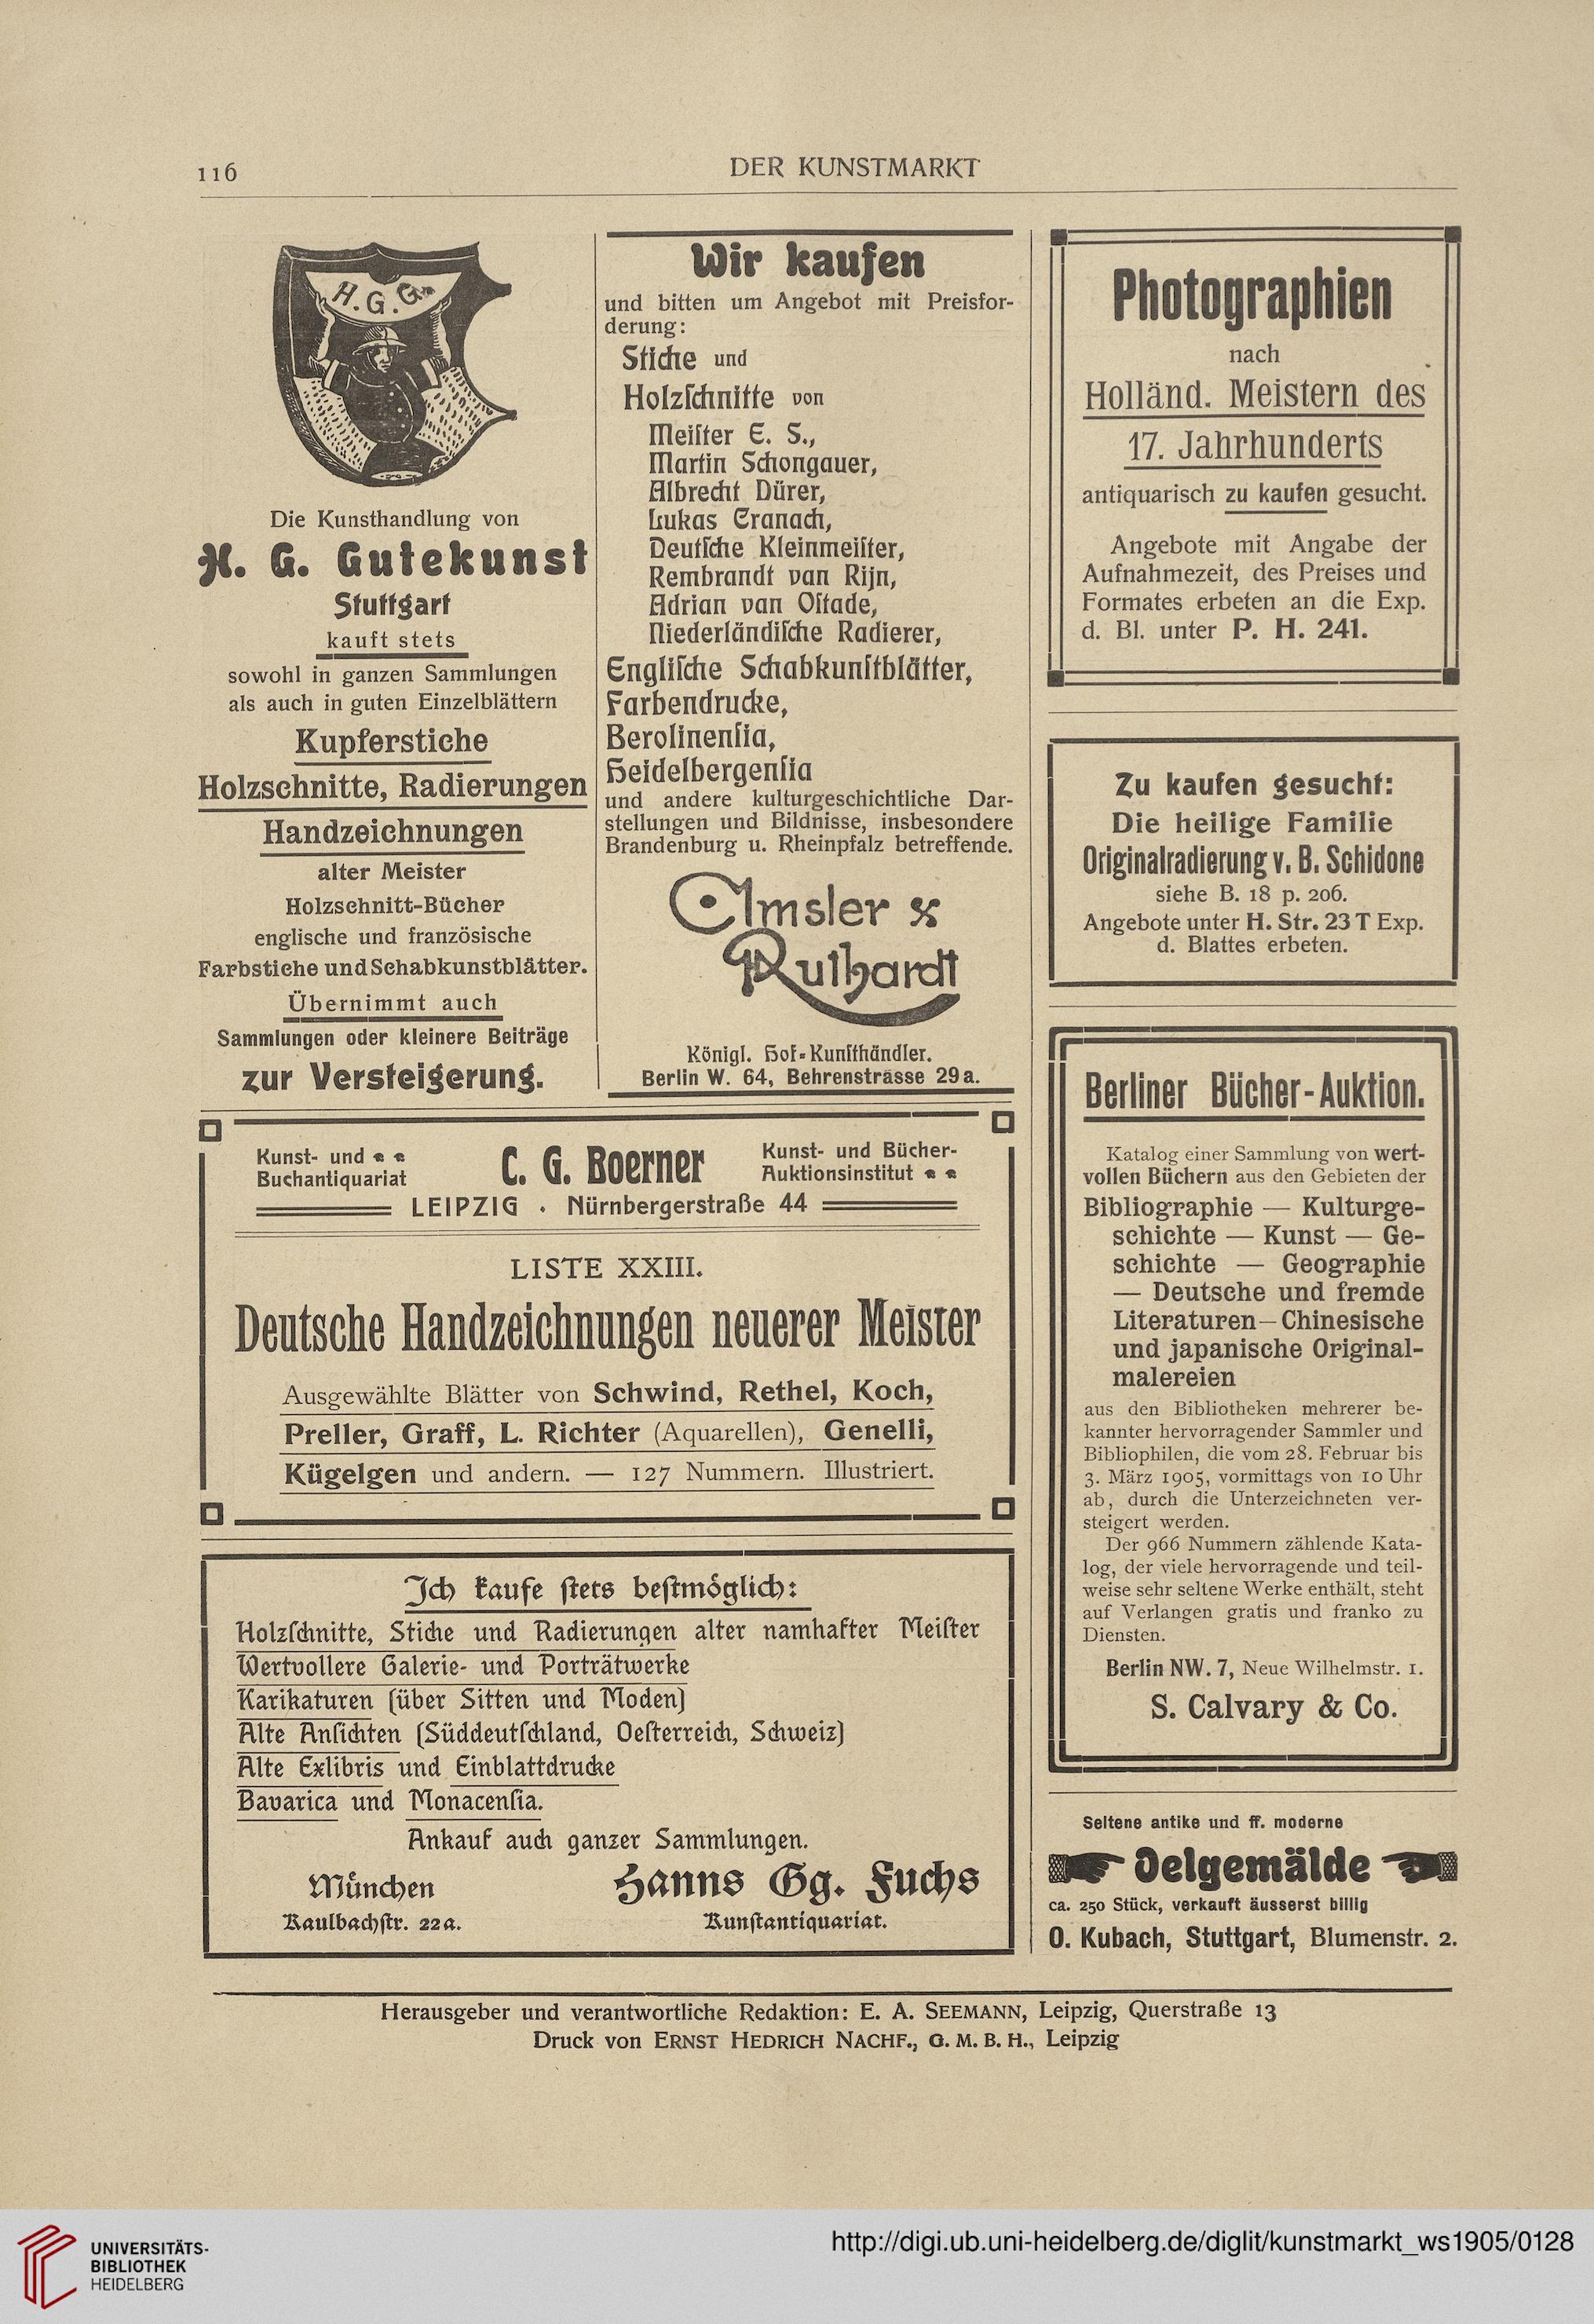 116
DER KUNSTMARKT
H. G. G.
Die Kunsthandlung von
H. G. Gutekunst
Stuttgart
kauft stets
sowohl in ganzen Sammlungen
als auch in guten Einzelblättern
Kupferstiche
Holzschnitte, Radierungen
Handzeichnungen
alter Meister
Holzschnitt-Bücher
englische und französische
Farbstiche und Schabkunstblätter.
Übernimmt auch
Sammlungen oder kleinere Beiträge
zur Versteigerung.
Wir kaufen
und bitten um Angebot mit Preisfor-
derung:
Stiche und
Holzſchnitte von
Meiſter E. S.,
Martin Schongauer,
Albrecht Dürer,
Lukas Cranach,
Deutſche Kleinmeiſter,
Rembrandt van Rijn,
Adrian van Oſtade,
Niederländiſche Radierer,
Engliſche Schabkunſtblätter,
Farbendrucke,
Berolinenſia,
Heidelbergenſia
und andere kulturgeschichtliche Dar-
stellungen und Bildnisse, insbesondere
Brandenburg u. Rheinpfalz betreffende.
Amsler &
Ruthardt
Königl. Hof-Kunſthändler.
Berlin W. 64, Behrenstrasse 29a.
Photographien
nach
Holländ. Meistern des
17. Jahrhunderts
antiquarisch zu kaufen gesucht.
Angebote mit Angabe der
Aufnahmezeit, des Preises und
Formates erbeten an die Exp.
d. Bl. unter P. H. 241.
Zu kaufen gesucht:
Die heilige Familie
Originalradierung v. B. Schidone
siehe B. 18 p. 206.
Angebote unter H. Str. 23 T Exp.
d. Blattes erbeten.
Berliner Bücher-Auktion.
Katalog einer Sammlung von wert-
vollen Büchern aus den Gebieten der
Bibliographie — Kulturge-
schichte — Kunst — Ge-
schichte — Geographie
— Deutsche und fremde
Literaturen — Chinesische
und japanische Original-
malereien
aus den Bibliotheken mehrerer be-
kannter hervorragender Sammler und
Bibliophilen, die vom 28. Februar bis
3. März 1905, vormittags von 10 Uhr
ab, durch die Unterzeichneten ver-
steigert werden.
Der 966 Nummern zählende Kata-
log, der viele hervorragende und teil-
weise sehr seltene Werke enthält, steht
auf Verlangen gratis und franko zu
Diensten.
Berlin NW. 7, Neue Wilhelmstr. 1.
S. Calvary & Co.
Seltene antike und ff. moderne
Oelgemälde
ca. 250 Stück, verkauft äusserst billig
O. Kubach, Stuttgart, Blumenstr. 2.
Kunst- und
Buchantiquariat
C. G. Boerner
Kunst- und Bücher-
Auktionsinstitut
LEIPZIG . Nürnbergerstraße 44
LISTE XXIII.
Deutsche Handzeichnungen neuerer Meister
Ausgewählte Blätter von Schwind, Rethel, Koch,
Preller, Graff, L. Richter (Aquarellen), Genelli,
Kügelgen und andern. — 127 Nummern. Illustriert.
Ich kaufe ſtets beſtmöglich:
Holzſchnitte, Stiche und Radierungen alter namhafter Meiſter
Wertvollere Galerie- und Porträtwerke
Karikaturen (über Sitten und Moden)
Alte Anſichten (Süddeutſchland, Oeſterreich, Schweiz)
Alte Exlibris und Einblattdrucke
Bavarica und Monacenſia.
Ankauf auch ganzer Sammlungen.
München
Kaulbachſtr. 22a.
Hanns Gg. Fuchs
Kunſtantiquariat.
Herausgeber und verantwortliche Redaktion: E. A. SEEMANN, Leipzig, Querstraße 13
Druck von ERNST HEDRICH NACHF., G. M. B. H., Leipzig
UNIVERSITÄTS-
BIBLIOTHEK
HEIDELBERG
http://digi.ub.uni-heidelberg.de/diglit/kunstmarkt_ws1905/0128